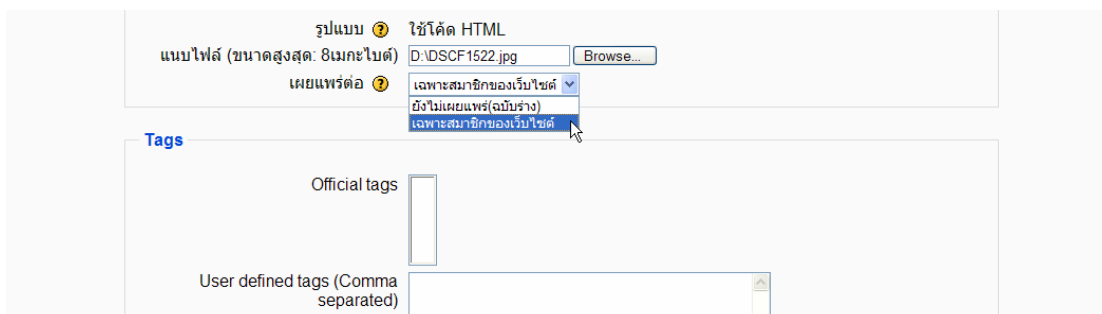 รูปแบบ ใช้โค้ด HTML
แนบไฟล์ (ขนาดสูงสุด: 8เมกะไบต์) D:\DSCF1522.jpg Browse...
เผยแพร่ต่อ เฉพาะสมาชิกของเว็บไซต์
ยังไม่เผยแพร่(ฉบับร่าง)
เฉพาะสมาชิกของเว็บไซต์
Tags
Official tags
User defined tags (Comma
separated)